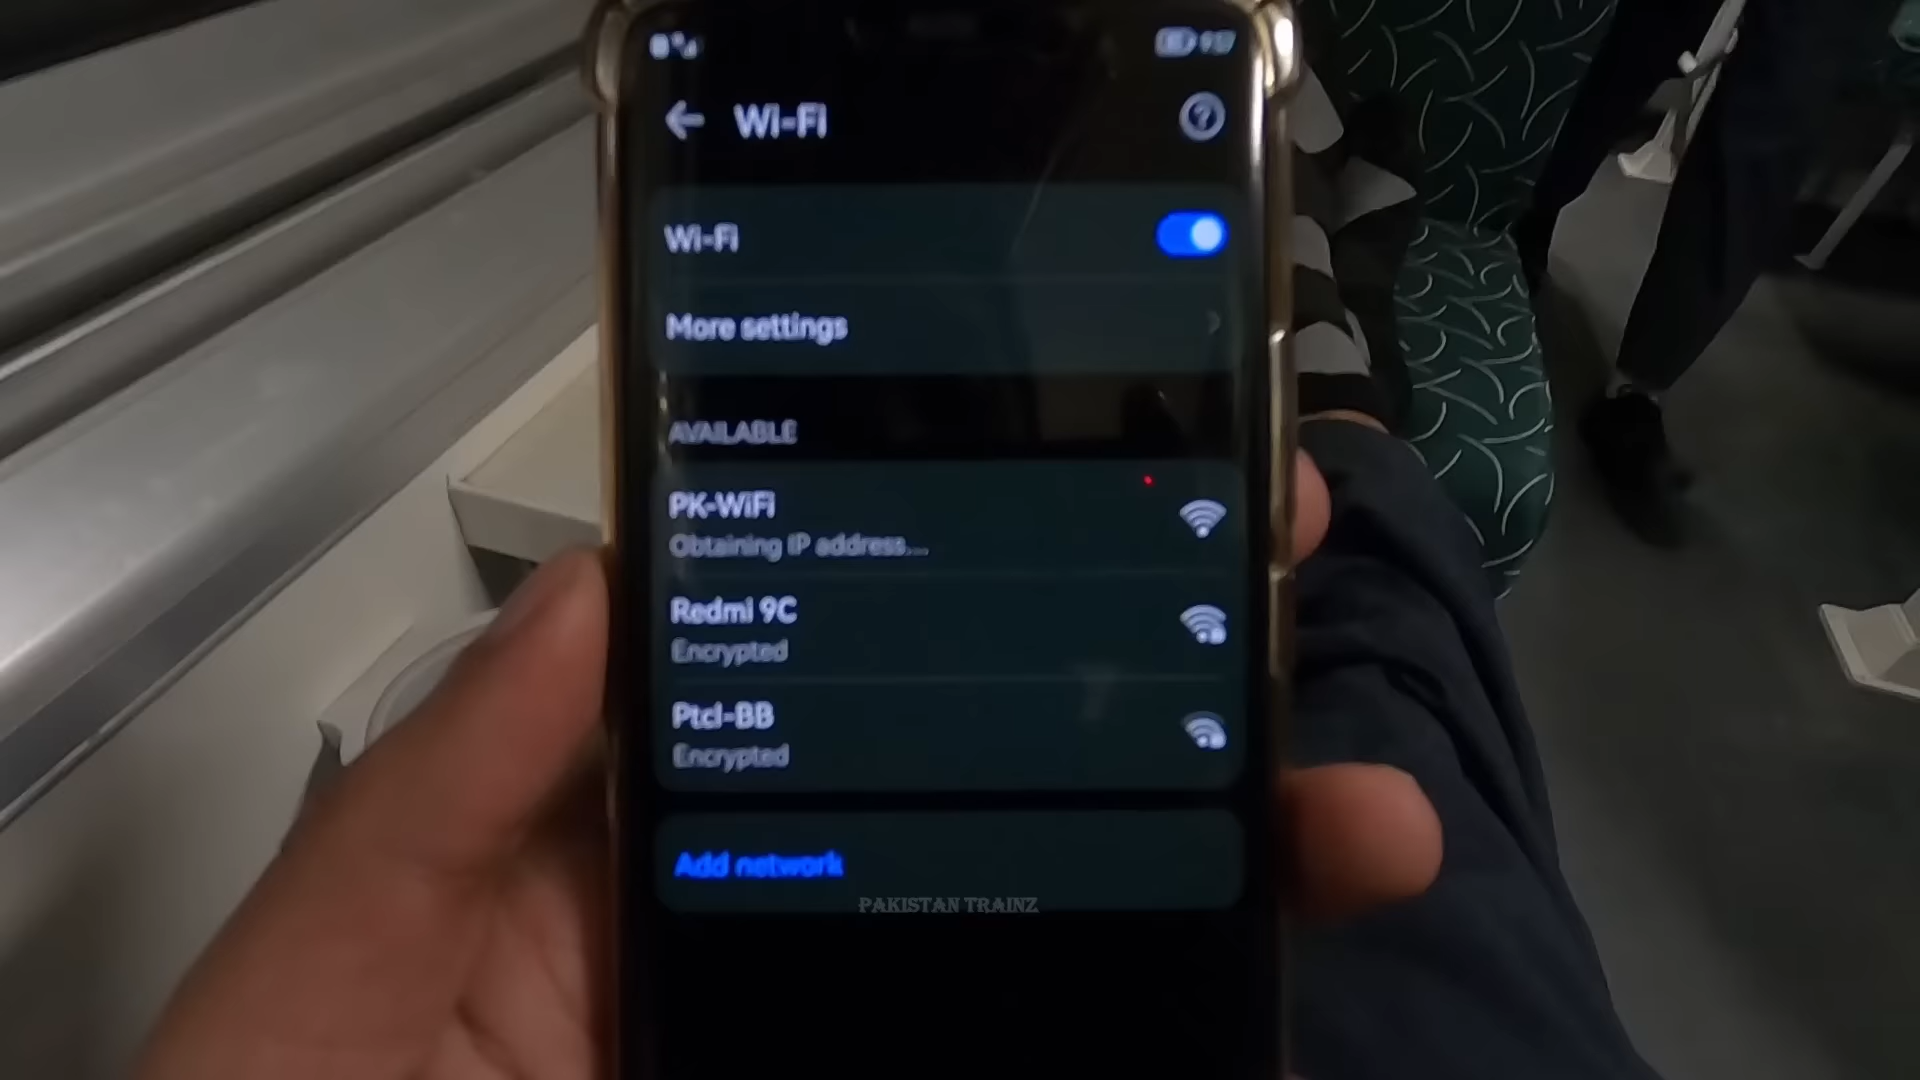 Wi-Fi
Wi-Fi
More settings
AVAILABLE
PK-WiFi
Obtaining IP address...
Redmi 9C
Encrypted
Ptcl-BB
Encrypted
Add network
PAKISTAN TRAINZ